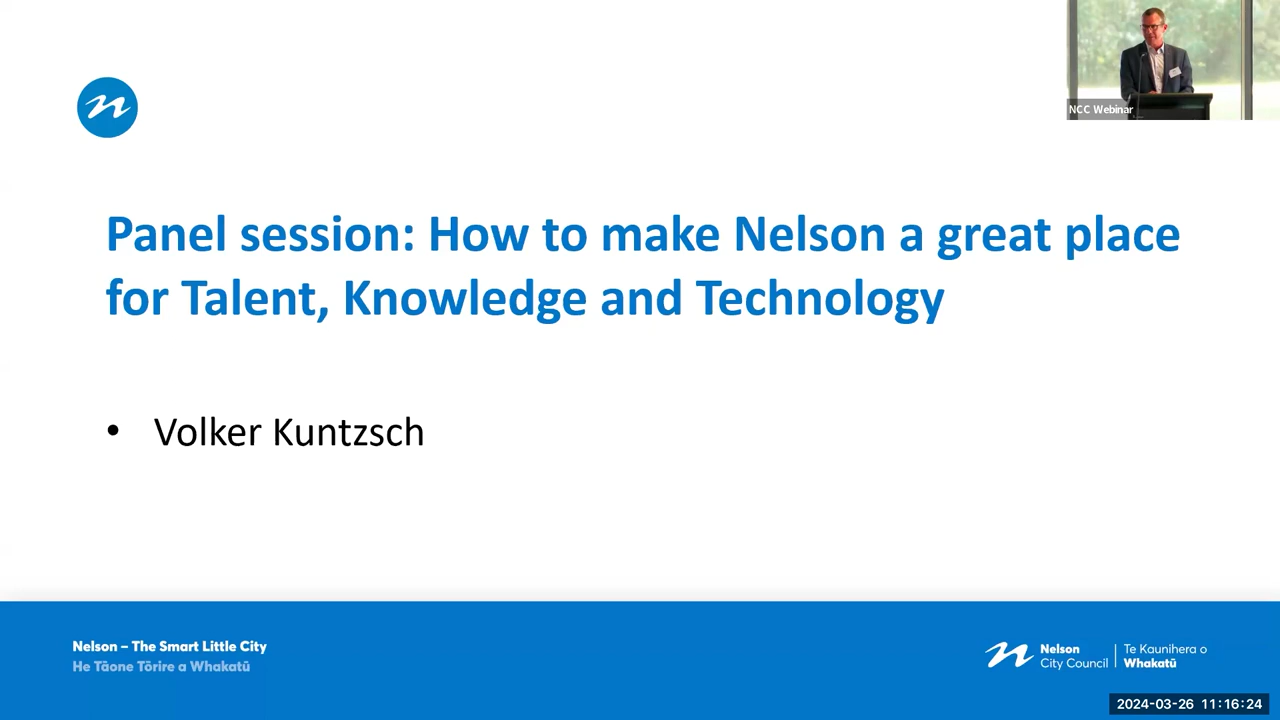 NCC Webinar
Panel session: How to make Nelson a great place
for Talent, Knowledge and Technology
• Volker Kuntzsch
Nelson – The Smart Little City
He Tāone Tōrire a Whakatū
Nelson
City Council
Te Kaunihera o
Whakatū
2024-03-26 11:16:24